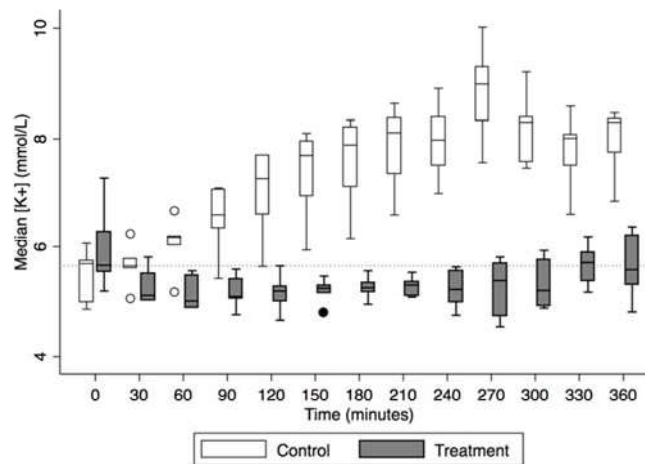 Median [K+] (mmol/L)
10
8
6
4
0 30 60 90 120 150 180 210 240 270 300 330 360
Time (minutes)
Control Treatment